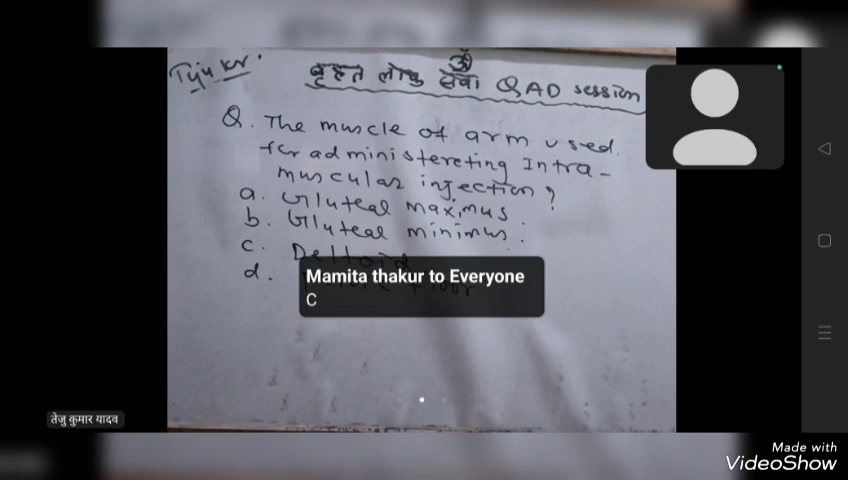 Tiju kr.
ॐ
बृहत लोक सेवा QAD session
Q. The muscle of arm used
for administereting Intra-
muscular injection?
a. Gluteal maximus
b. Gluteal minimus.
c. Deltoid
d.
Mamita thakur to Everyone
C
तेजु कुमार यादव
Made with
VideoShow